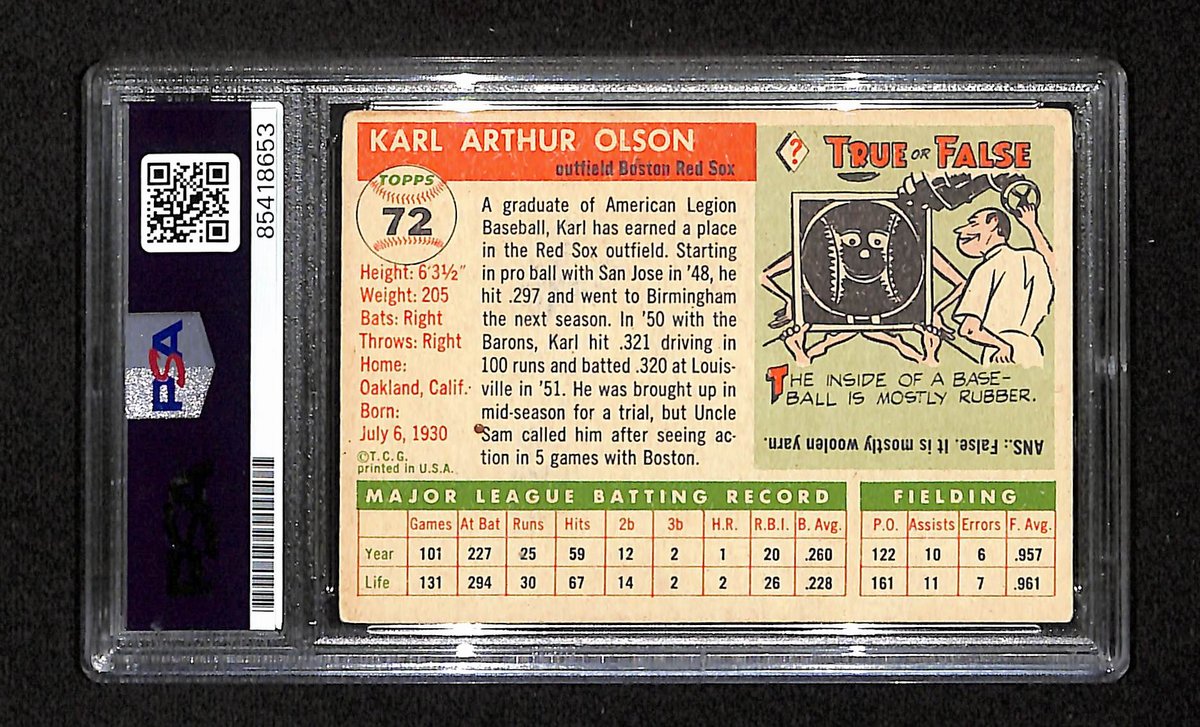 85418653
PSA
KARL ARTHUR OLSON
outfield Boston Red Sox
TOPPS
72
Height: 6'3½"
Weight: 205
Bats: Right
Throws: Right
Home:
Oakland, Calif.
Born:
July 6, 1930
©T.C.G.
printed in U.S.A.
A graduate of American Legion
Baseball, Karl has earned a place
in the Red Sox outfield. Starting
in pro ball with San Jose in '48, he
hit .297 and went to Birmingham
the next season. In '50 with the
Barons, Karl hit .321 driving in
100 runs and batted .320 at Louis-
ville in '51. He was brought up in
mid-season for a trial, but Uncle
Sam called him after seeing ac-
tion in 5 games with Boston.
? TRUE OR FALSE
THE INSIDE OF A BASE-
BALL IS MOSTLY RUBBER.
ANS.: False. It is mostly woolen yarn.
MAJOR LEAGUE BATTING RECORD
Games At Bat Runs Hits 2b 3b H.R. R.B.I. B. Avg.
Year 101 227 25 59 12 2 1 20 .260
Life 131 294 30 67 14 2 2 26 .228
FIELDING
P.O. Assists Errors F. Avg.
122 10 6 .957
161 11 7 .961